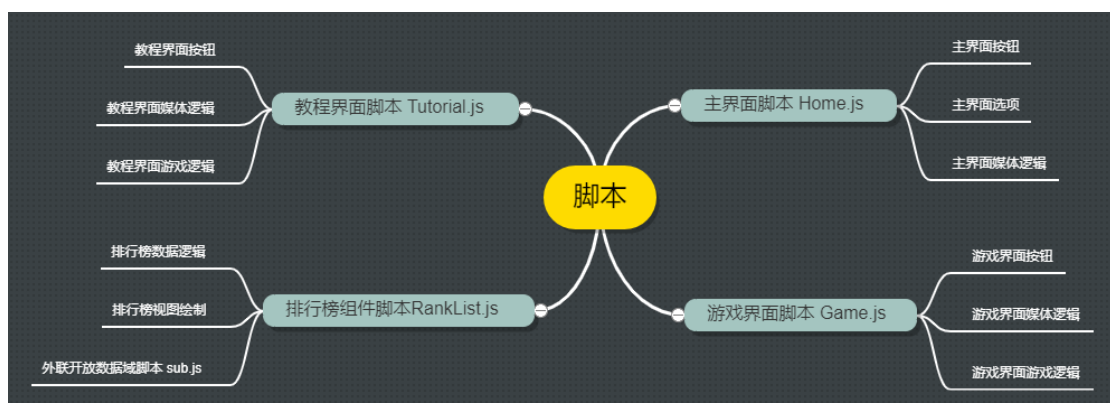 教程界面按钮
教程界面媒体逻辑
教程界面游戏逻辑
教程界面脚本 Tutorial.js
主界面脚本 Home.js
主界面按钮
主界面选项
主界面媒体逻辑
脚本
排行榜数据逻辑
排行榜视图绘制
外联开放数据域脚本 sub.js
排行榜组件脚本RankList.js
游戏界面脚本 Game.js
游戏界面按钮
游戏界面媒体逻辑
游戏界面游戏逻辑